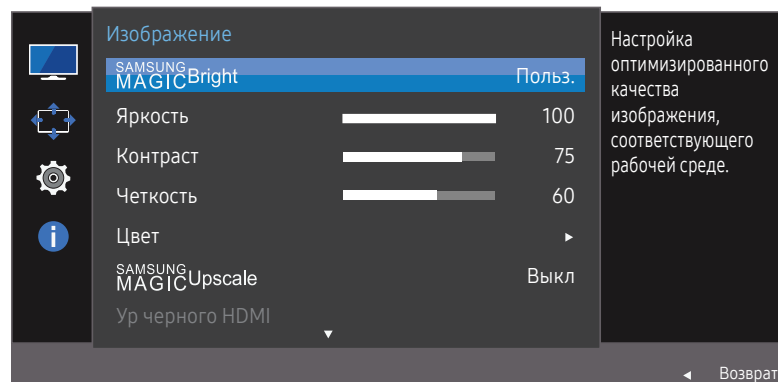 Изображение
SAMSUNG
MAGICBright Польз.
Яркость 100
Контраст 75
Четкость 60
Цвет ►
SAMSUNG
MAGICUpscale Выкл
Ур черного HDMI
▼
Настройка
оптимизированного
качества
изображения,
соответствующего
рабочей среде.
◄ Возврат